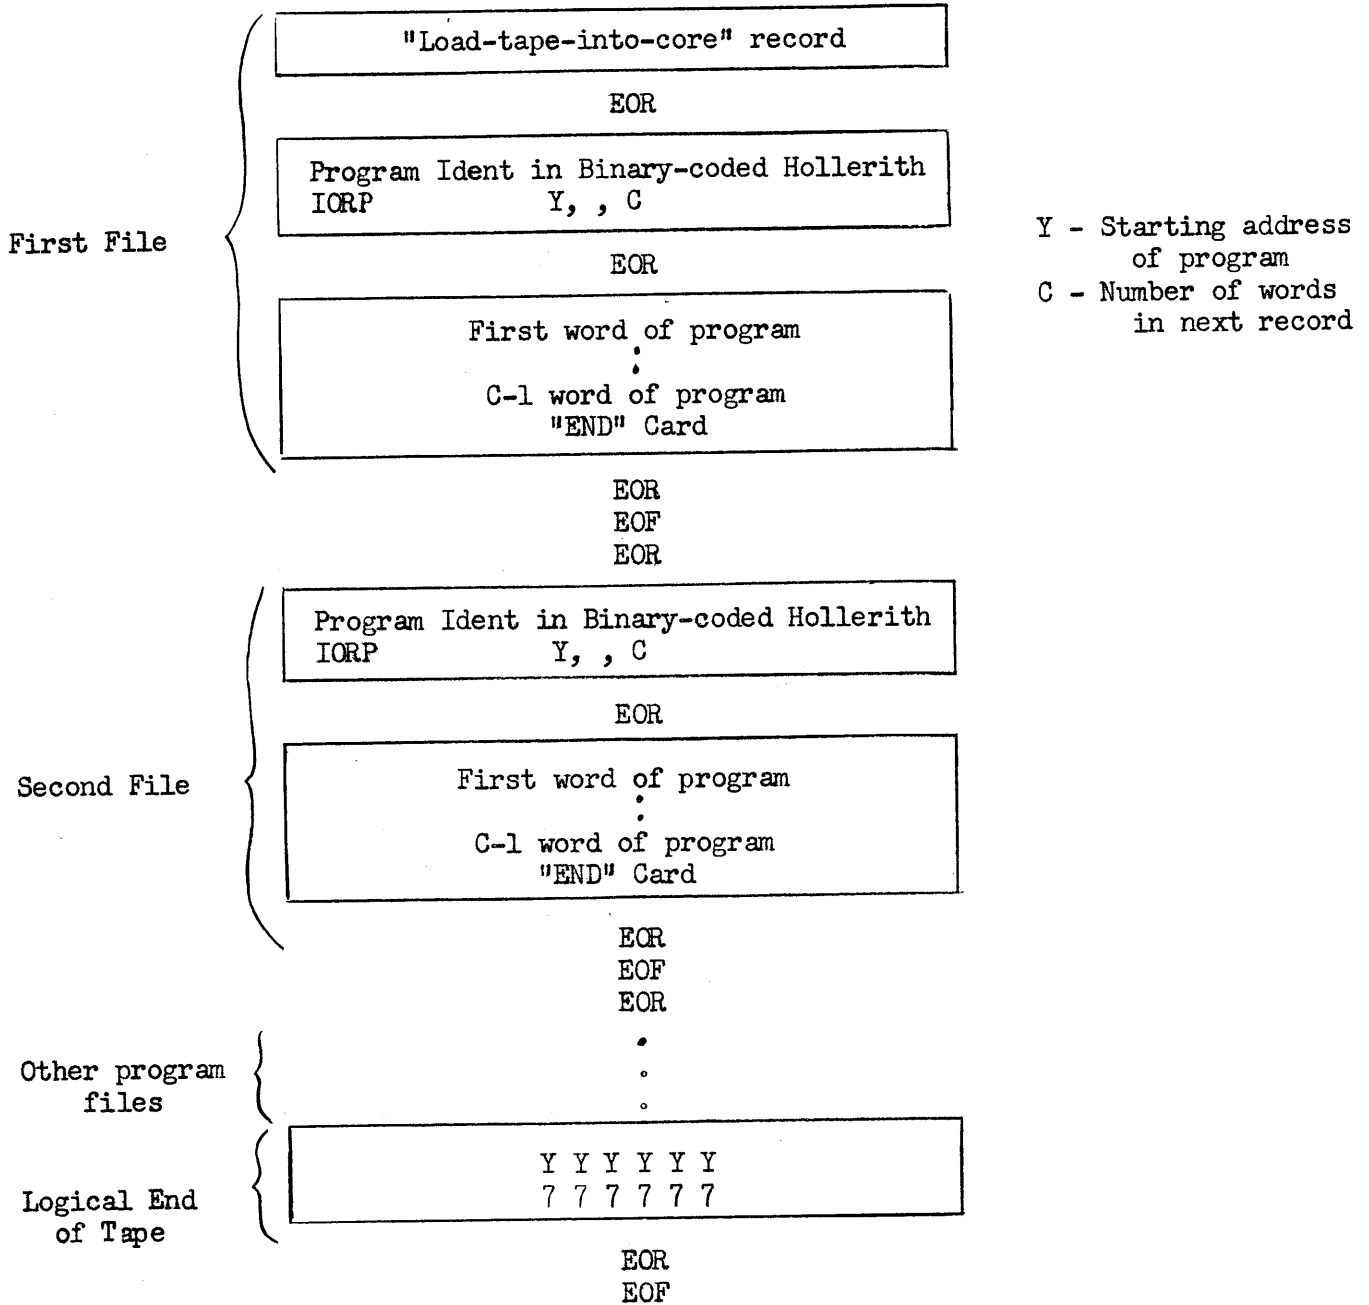 "Load-tape-into-core" record
EOR
Program Ident in Binary-coded Hollerith
IORP Y, , C
First File
EOR
Y - Starting address
of program
C - Number of words
in next record
First word of program
C-1 word of program
"END" Card
EOR
EOF
EOR
Program Ident in Binary-coded Hollerith
IORP Y, , C
EOR
Second File
First word of program
C-1 word of program
"END" Card
EOR
EOF
EOR
Other program
files
Y Y Y Y Y Y
7 7 7 7 7 7
Logical End
of Tape
EOR
EOF